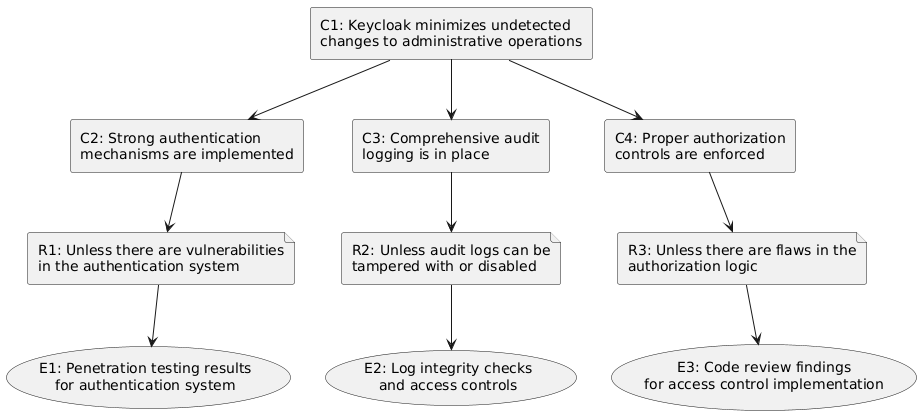 C1: Keycloak minimizes undetected
changes to administrative operations
C2: Strong authentication
mechanisms are implemented
C3: Comprehensive audit
logging is in place
C4: Proper authorization
controls are enforced
R1: Unless there are vulnerabilities
in the authentication system
R2: Unless audit logs can be
tampered with or disabled
R3: Unless there are flaws in the
authorization logic
E1: Penetration testing results
for authentication system
E2: Log integrity checks
and access controls
E3: Code review findings
for access control implementation